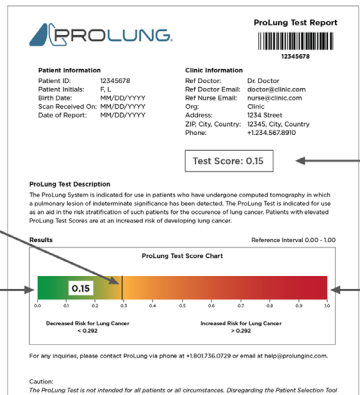 PROLUNG.
ProLung Test Report
12345678
Patient Information
Patient ID: 12345678
Patient Initials: F, L
Birth Date: MM/DD/YYYY
Scan Received On: MM/DD/YYYY
Date of Report: MM/DD/YYYY
Clinic Information
Ref Doctor: Dr. Doctor
Ref Doctor Email: doctor@clinic.com
Ref Nurse Email: nurse@clinic.com
Org: Clinic
Address: 1234 Street
ZIP, City, Country: 12345, City, Country
Phone: +1.234.567.8910
Test Score: 0.15
ProLung Test Description
The ProLung System is indicated for use in patients who have undergone computed tomography in which
a pulmonary lesion of indeterminate significance has been detected. The ProLung Test is indicated for use
as an aid in the risk stratification of such patients for the occurence of lung cancer. Patients with elevated
ProLung Test Scores are at an increased risk of developing lung cancer.
Results Reference Interval 0.00 - 1.00
ProLung Test Score Chart
0.15
0.0 0.1 0.2 0.3 0.4 0.5 0.6 0.7 0.8 0.9 1.0
Decreased Risk for Lung Cancer
< 0.292
Increased Risk for Lung Cancer
> 0.292
For any inquiries, please contact ProLung via phone at +1.801.736.0729 or email at help@prolunginc.com.
Caution:
The ProLung Test is not intended for all patients or all circumstances. Disregarding the Patient Selection Tool